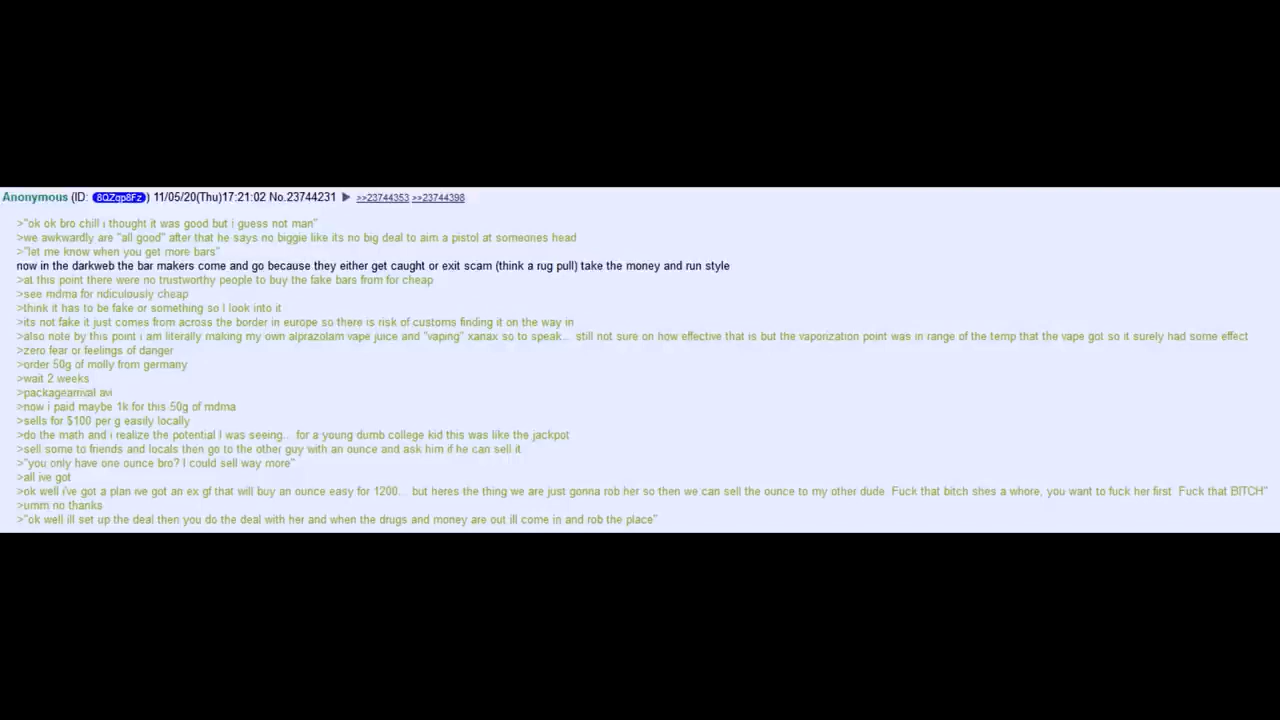 Anonymous (ID: 8QZgp8Fz) 11/05/20(Thu)17:21:02 No.23744231 ▶ >>23744353 >>23744398
>"ok ok bro chill i thought it was good but i guess not man"
>we awkwardly are "all good" after that he says no biggie like its no big deal to aim a pistol at someones head
>"let me know when you get more bars"
now in the darkweb the bar makers come and go because they either get caught or exit scam (think a rug pull) take the money and run style
>at this point there were no trustworthy people to buy the fake bars from for cheap
>see mdma for ridiculously cheap
>think it has to be fake or something so I look into it
>its not fake it just comes from across the border in europe so there is risk of customs finding it on the way in
>also note by this point i am literally making my own alprazolam vape juice and "vaping" xanax so to speak... still not sure on how effective that is but the vaporization point was in range of the temp that the vape got so it surely had some effect
>zero fear or feelings of danger
>order 50g of molly from germany
>wait 2 weeks
>packagearrival.avi
>now i paid maybe 1k for this 50g of mdma
>sells for $100 per g easily locally
>do the math and i realize the potential I was seeing... for a young dumb college kid this was like the jackpot
>sell some to friends and locals then go to the other guy with an ounce and ask him if he can sell it
>"you only have one ounce bro? I could sell way more"
>all ive got
>ok well i've got a plan ive got an ex gf that will buy an ounce easy for 1200... but heres the thing we are just gonna rob her so then we can sell the ounce to my other dude. Fuck that bitch shes a whore, you want to fuck her first. Fuck that BITCH"
>umm no thanks
>"ok well ill set up the deal then you do the deal with her and when the drugs and money are out ill come in and rob the place"